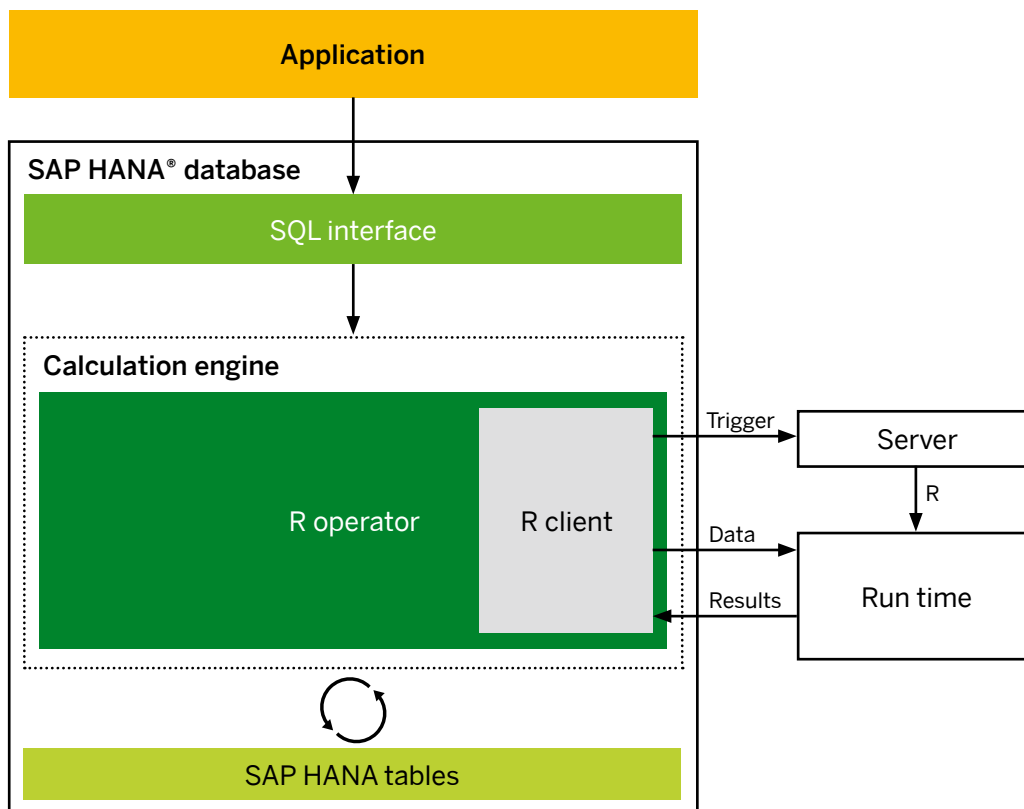 Application
SAP HANA® database
SQL interface
Calculation engine
R operator
R client
Trigger
Server
R
Data
Results
Run time
SAP HANA tables